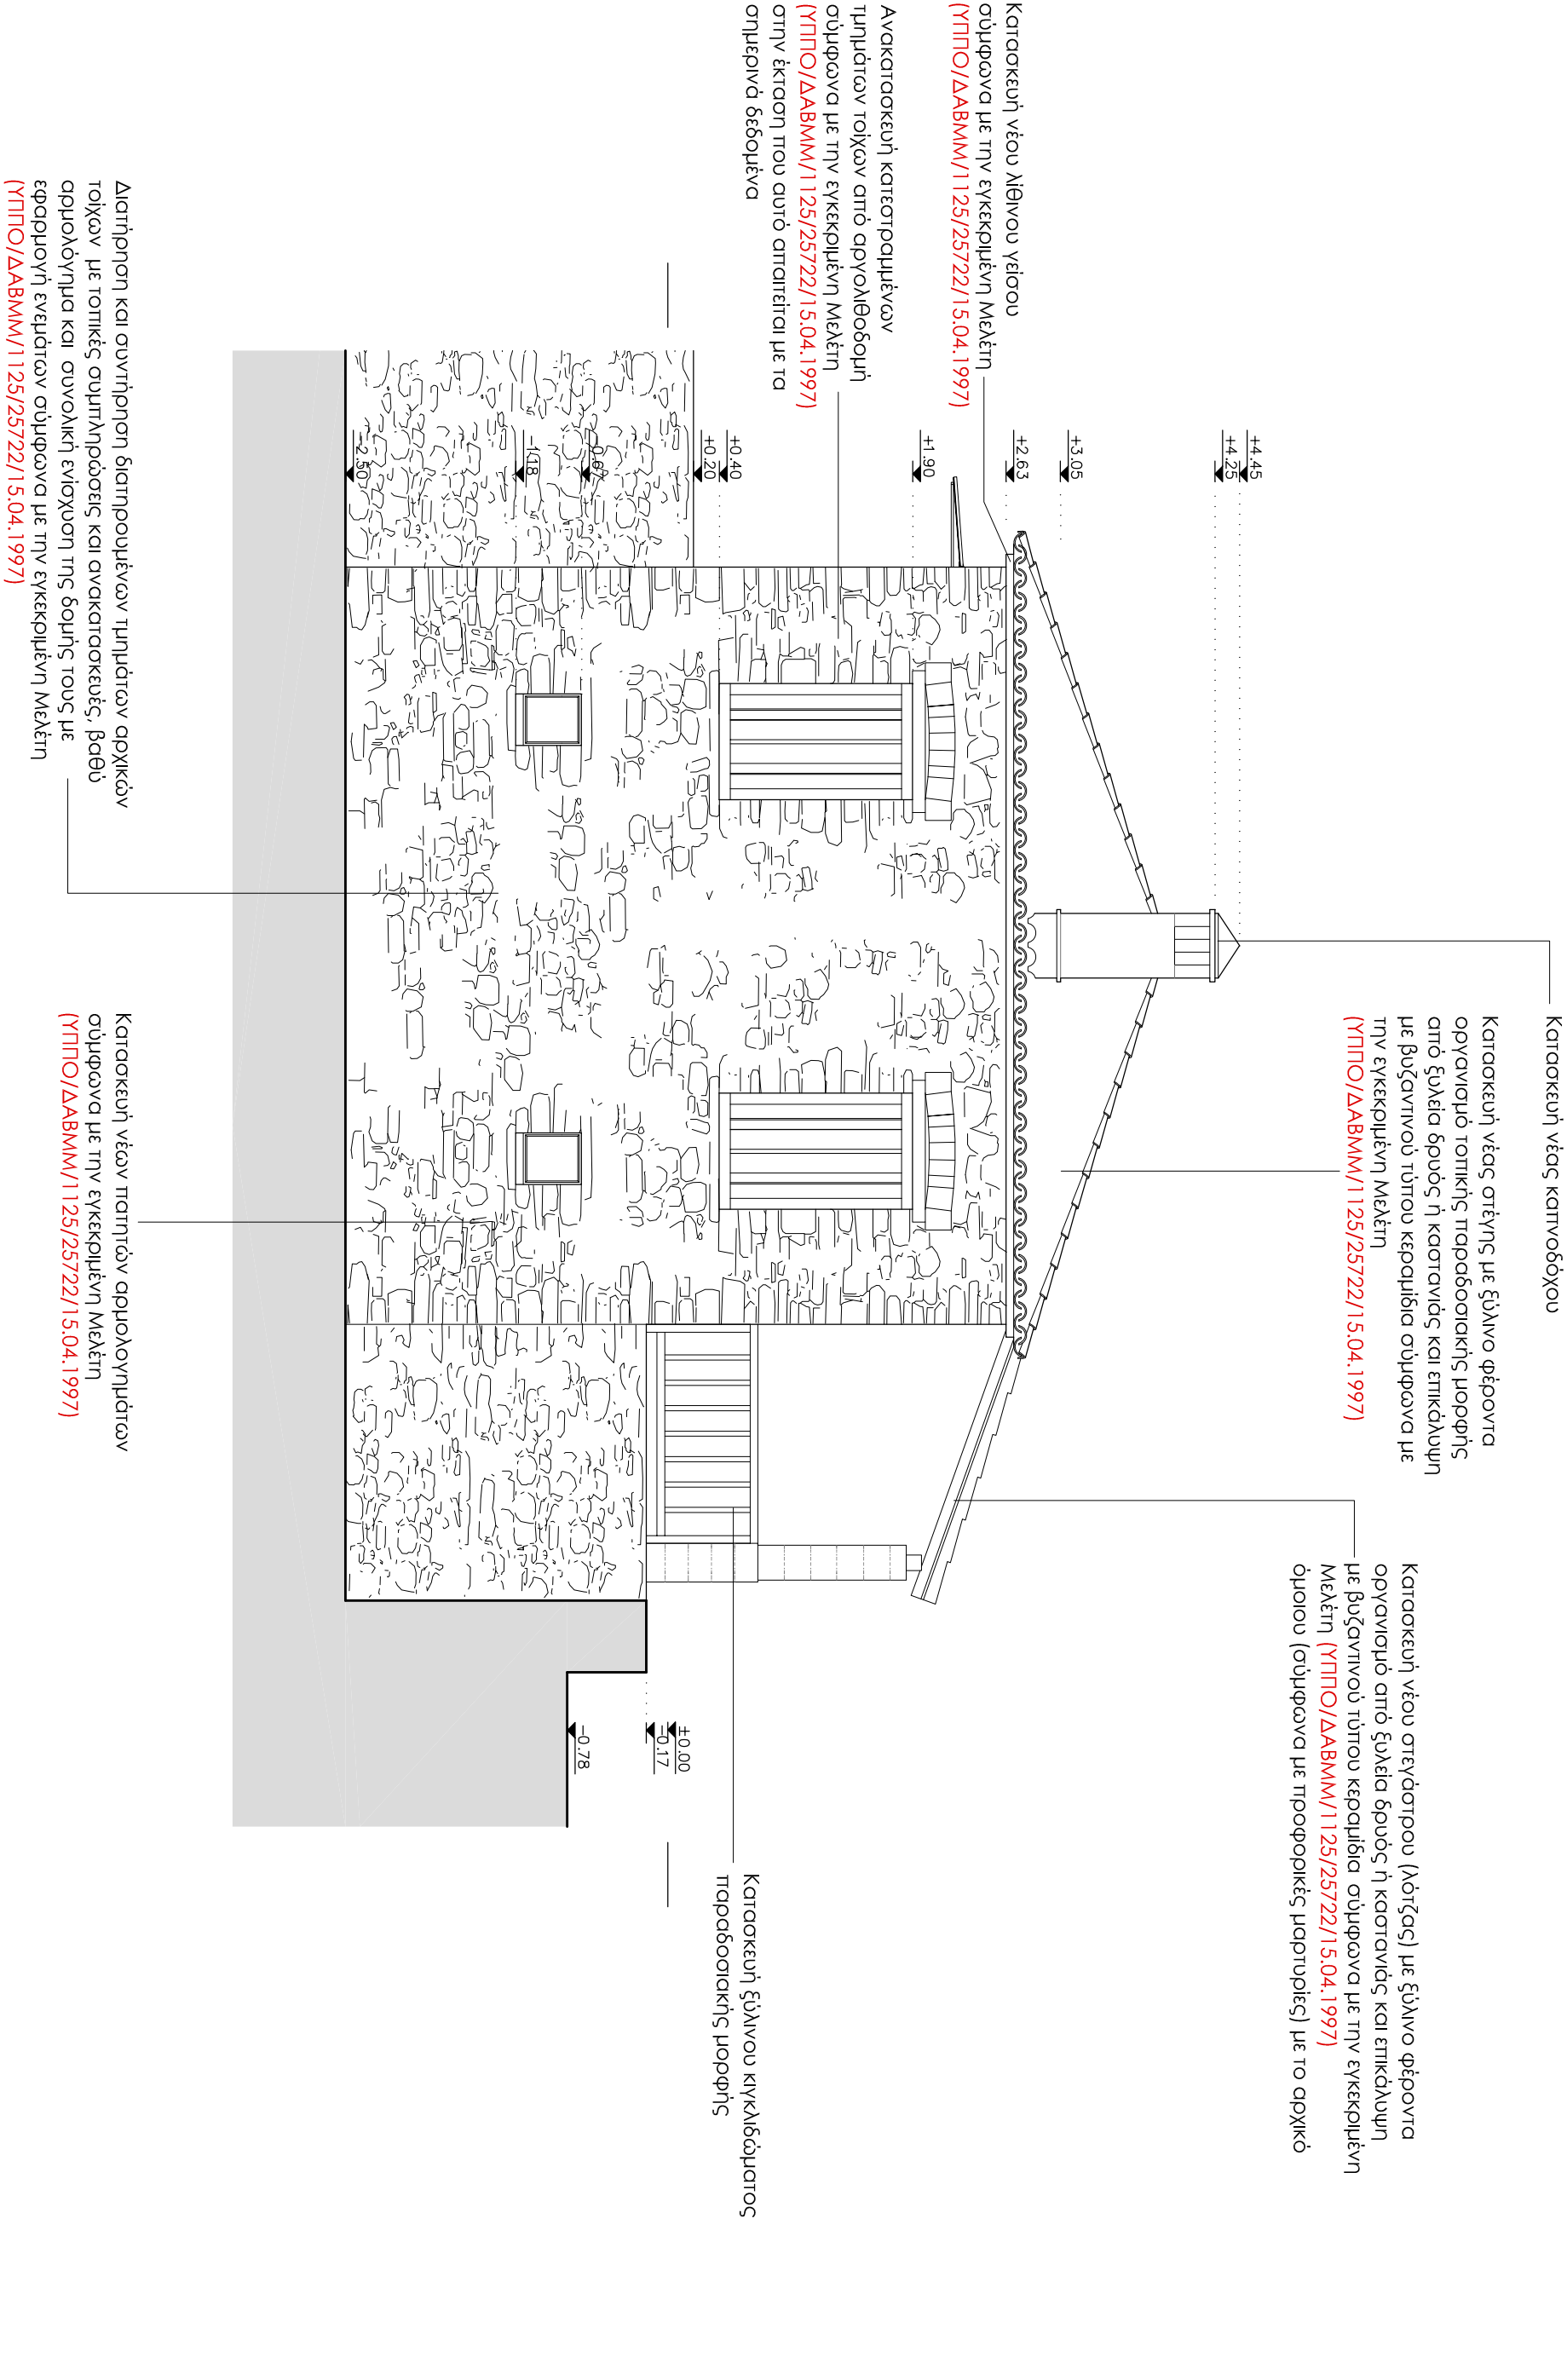 Κατασκευή νέας καπνοδόχου
Κατασκευή νέας στέγης με ξύλινο φέροντα
οργανισμό τοπικής παραδοσιακής μορφής
από ξυλεία δρυός ή καστανιάς και επικάλυψη
με βυζαντινού τύπου κεραμίδια σύμφωνα με
την εγκεκριμένη Μελέτη
(ΥΠΠΟ/ΔΑΒΜΜ/1125/25722/15.04.1997)
Κατασκευή νέου στεγάστρου (λότζας) με ξύλινο φέροντα
οργανισμό από ξυλεία δρυός ή καστανιάς και επικάλυψη
με βυζαντινού τύπου κεραμίδια σύμφωνα με την εγκεκριμένη
Μελέτη (ΥΠΠΟ/ΔΑΒΜΜ/1125/25722/15.04.1997)
όμοιου (σύμφωνα με προφορικές μαρτυρίες) με το αρχικό
Κατασκευή νέου λίθινου γείσου
σύμφωνα με την εγκεκριμένη Μελέτη
(ΥΠΠΟ/ΔΑΒΜΜ/1125/25722/15.04.1997)
Ανακατασκευή κατεστραμμένων
τμημάτων τοίχων από αργολιθοδομή
σύμφωνα με την εγκεκριμένη Μελέτη
(ΥΠΠΟ/ΔΑΒΜΜ/1125/25722/15.04.1997)
στην έκταση που αυτό απαιτείται με τα
σημερινά δεδομένα
+4.45
+4.25
+3.05
+2.63
+1.90
+0.40
+0.20
-0.67
-1.18
-2.50
±0.00
-0.17
-0.78
Κατασκευή ξύλινου κιγκλιδώματος
παραδοσιακής μορφής
Διατήρηση και συντήρηση διατηρουμένων τμημάτων αρχικών
τοίχων με τοπικές συμπληρώσεις και ανακατασκευές, βαθύ
αρμολόγημα και συνολική ενίσχυση της δομής τους με
εφαρμογή ενεμάτων σύμφωνα με την εγκεκριμένη Μελέτη
(ΥΠΠΟ/ΔΑΒΜΜ/1125/25722/15.04.1997)
Κατασκευή νέων πατητών αρμολογημάτων
σύμφωνα με την εγκεκριμένη Μελέτη
(ΥΠΠΟ/ΔΑΒΜΜ/1125/25722/15.04.1997)